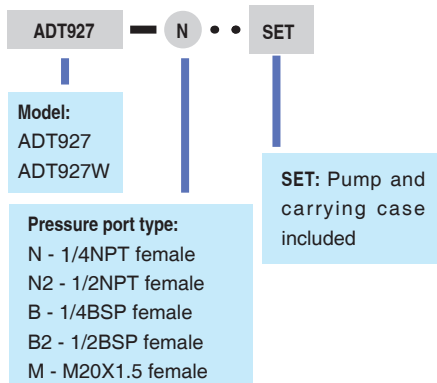 ADT927 — N • • SET
Model:
ADT927
ADT927W
SET: Pump and
carrying case
included
Pressure port type:
N - 1/4NPT female
N2 - 1/2NPT female
B - 1/4BSP female
B2 - 1/2BSP female
M - M20X1.5 female